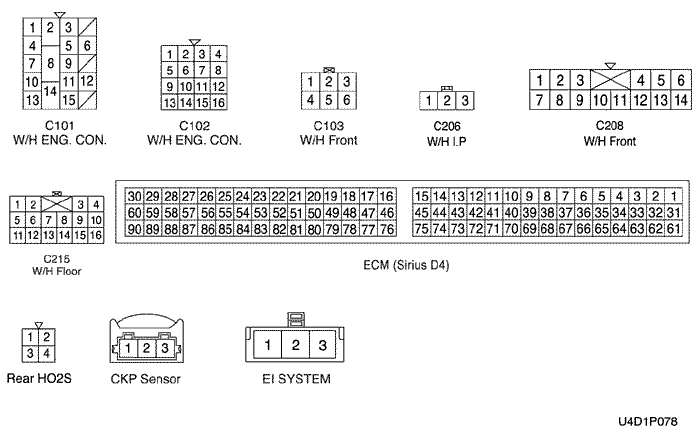 1 2 3
4 5 6
7 8 9
10 11 12
13 14 15
C101
W/H ENG. CON.
1 2 3 4
5 6 7 8
9 10 11 12
13 14 15 16
C102
W/H ENG. CON.
1 2 3
4 5 6
C103
W/H Front
1 2 3
C206
W/H I.P
1 2 3 4 5 6
7 8 9 10 11 12 13 14
C208
W/H Front
1 2 3 4
5 6 7 8 9 10
11 12 13 14 15 16
C215
W/H Floor
30 29 28 27 26 25 24 23 22 21 20 19 18 17 16 15 14 13 12 11 10 9 8 7 6 5 4 3 2 1
60 59 58 57 56 55 54 53 52 51 50 49 48 47 46 45 44 43 42 41 40 39 38 37 36 35 34 33 32 31
90 89 88 87 86 85 84 83 82 81 80 79 78 77 76 75 74 73 72 71 70 69 68 67 66 65 64 63 62 61
ECM (Sirius D4)
1 2
3 4
Rear HO2S
1 2 3
CKP Sensor
1 2 3
EI SYSTEM
U4D1P078